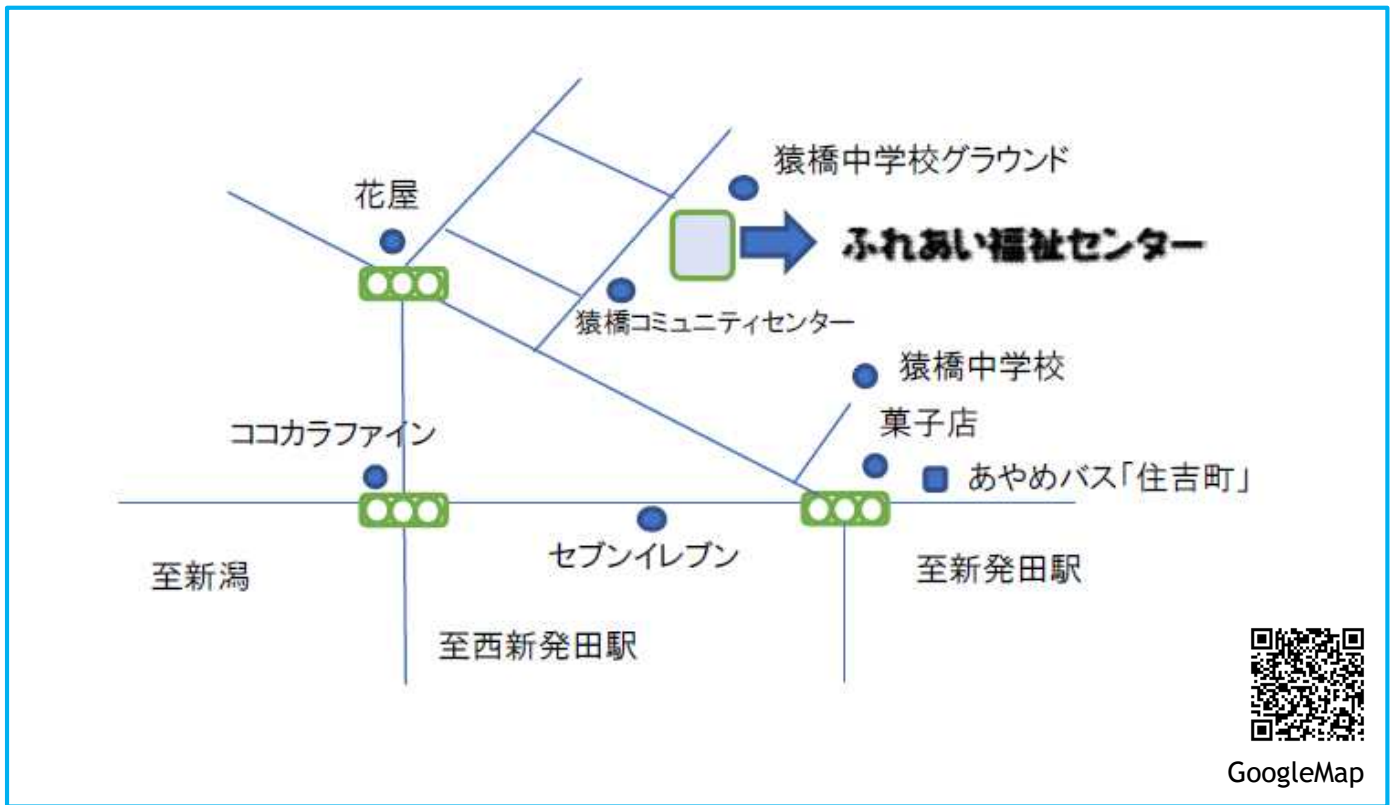 猿橋中学校グラウンド
花屋
ふれあい福祉センター
猿橋コミュニティセンター
猿橋中学校
菓子店
ココカラファイン
あやめバス「住吉町」
セブンイレブン
至新潟
至新発田駅
至西新発田駅
GoogleMap